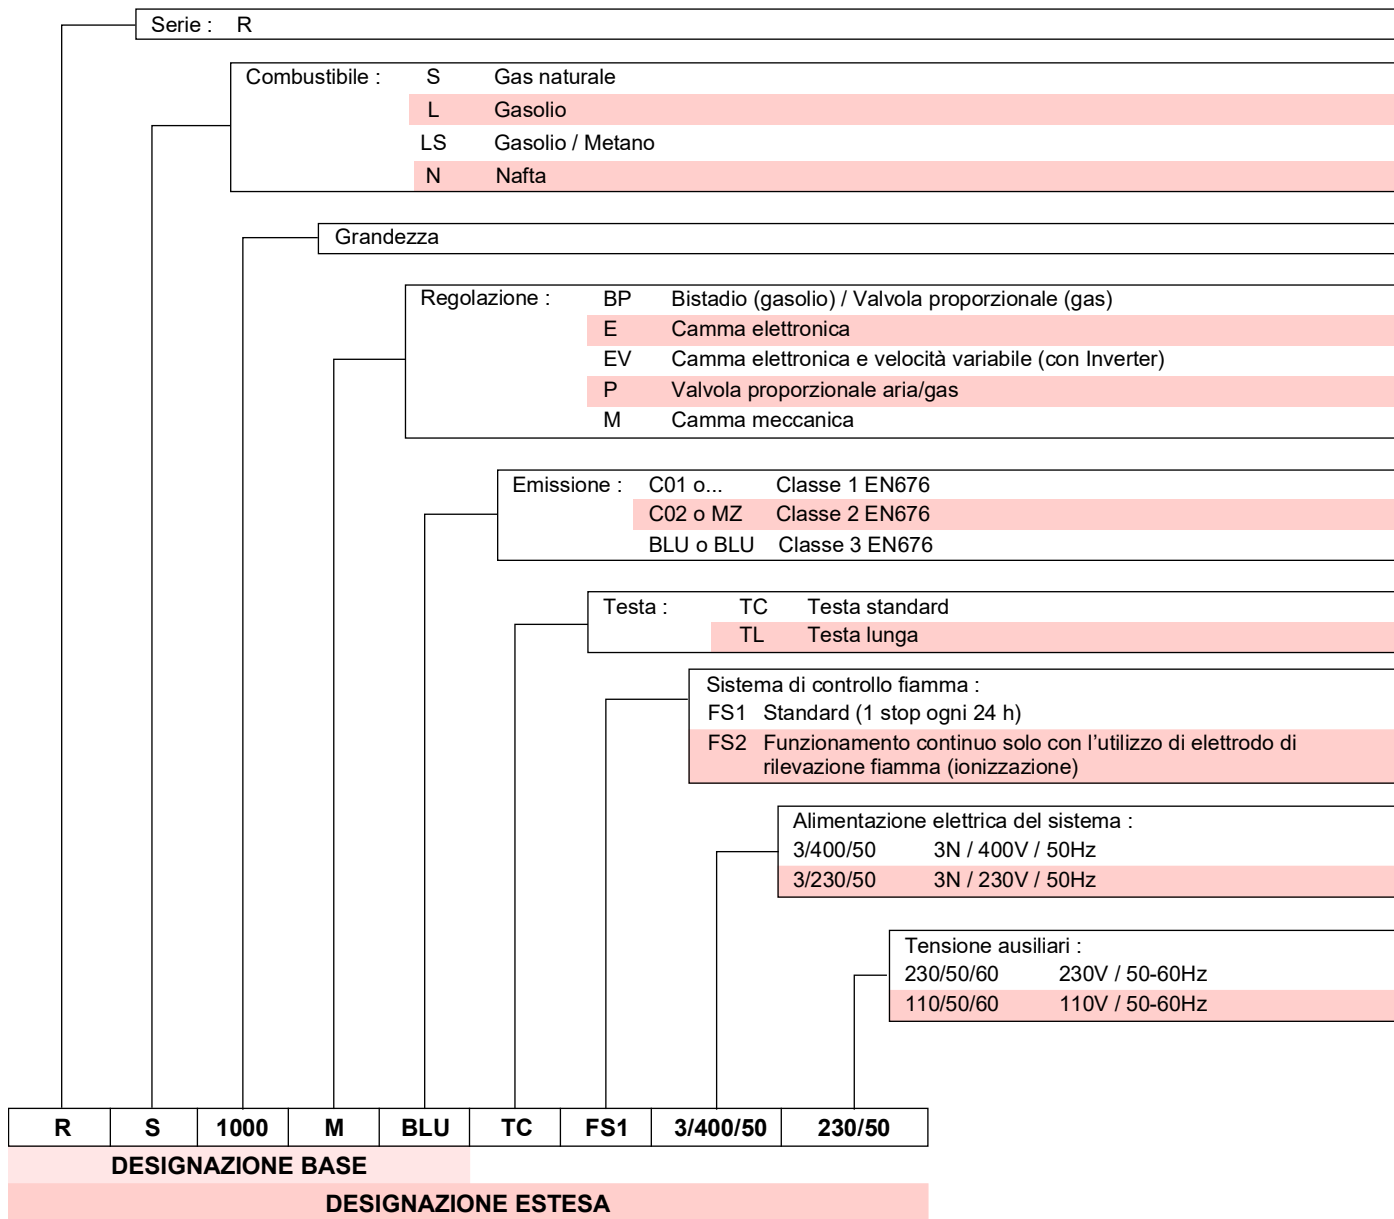 Serie : R
Combustibile : S Gas naturale
L Gasolio
LS Gasolio / Metano
N Nafta
Grandezza
Regolazione : BP Bistadio (gasolio) / Valvola proporzionale (gas)
E Camma elettronica
EV Camma elettronica e velocità variabile (con Inverter)
P Valvola proporzionale aria/gas
M Camma meccanica
Emissione : C01 o... Classe 1 EN676
C02 o MZ Classe 2 EN676
BLU o BLU Classe 3 EN676
Testa : TC Testa standard
TL Testa lunga
Sistema di controllo fiamma :
FS1 Standard (1 stop ogni 24 h)
FS2 Funzionamento continuo solo con l’utilizzo di elettrodo di
rilevazione fiamma (ionizzazione)
Alimentazione elettrica del sistema :
3/400/50 3N / 400V / 50Hz
3/230/50 3N / 230V / 50Hz
Tensione ausiliari :
230/50/60 230V / 50-60Hz
110/50/60 110V / 50-60Hz
R S 1000 M BLU TC FS1 3/400/50 230/50
DESIGNAZIONE BASE
DESIGNAZIONE ESTESA